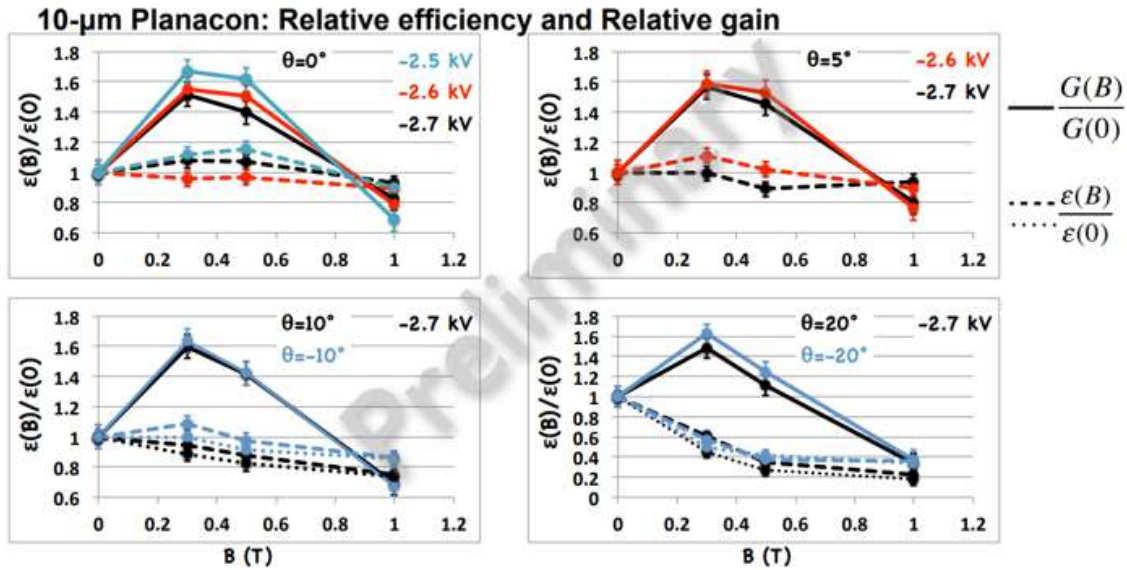 10-µm Planacon: Relative efficiency and Relative gain
ε(B)/ε(0)
1.8
1.6
1.4
1.2
1
0.8
0.6
0 0.2 0.4 0.6 0.8 1 1.2
θ=0°
-2.5 kV
-2.6 kV
-2.7 kV
ε(B)/ε(0)
1.8
1.6
1.4
1.2
1
0.8
0.6
0 0.2 0.4 0.6 0.8 1 1.2
θ=5°
-2.6 kV
-2.7 kV
G(B)
G(0)
ε(B)
ε(0)
ε(B)/ε(0)
1.8
1.6
1.4
1.2
1
0.8
0.6
0 0.2 0.4 0.6 0.8 1 1.2
B (T)
θ=10°
θ=-10°
-2.7 kV
ε(B)/ε(0)
1.8
1.6
1.4
1.2
1
0.8
0.6
0.4
0.2
0
0 0.2 0.4 0.6 0.8 1 1.2
B (T)
θ=20°
θ=-20°
-2.7 kV
Preliminary